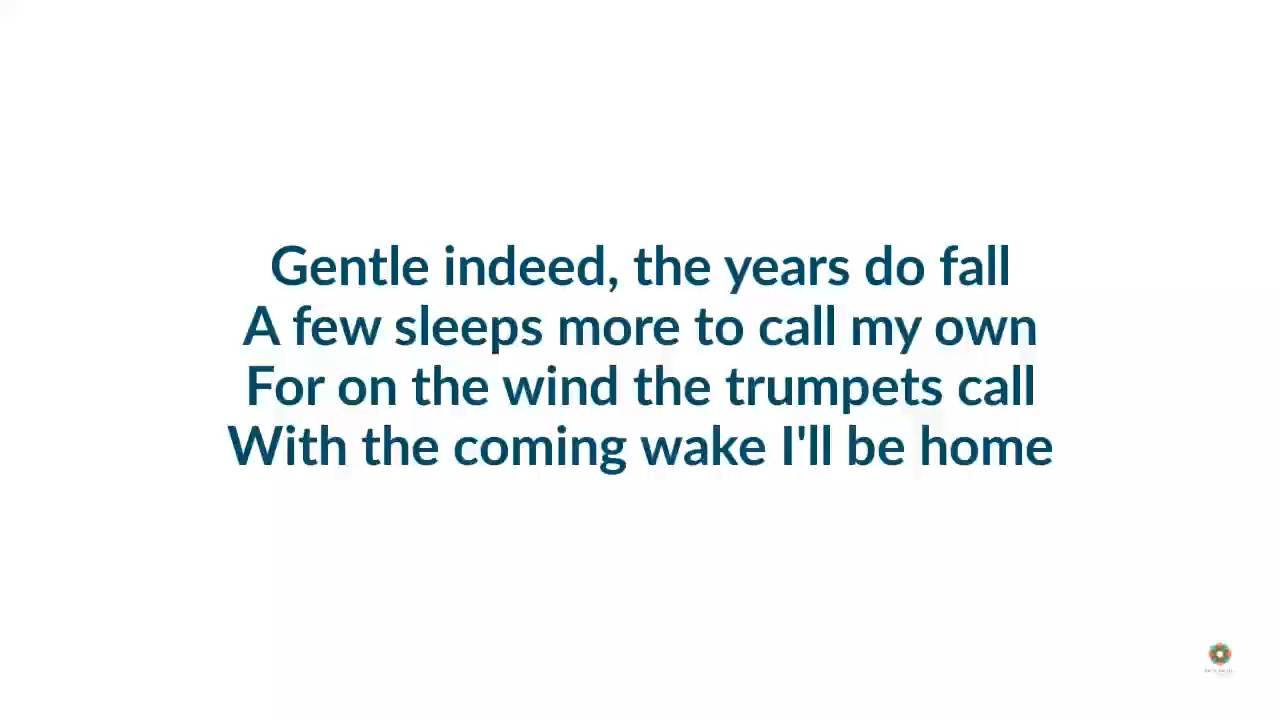 Gentle indeed, the years do fall
A few sleeps more to call my own
For on the wind the trumpets call
With the coming wake I'll be home